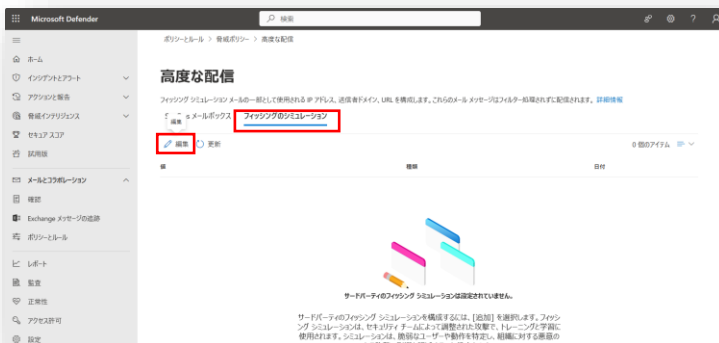 Microsoft Defender
検索
ポリシーとルール > 脅威ポリシー > 高度な配信
ホーム
インシデントとアラート
アクションと報告
脅威インテリジェンス
セキュア スコア
試用版
メールとコラボレーション
確認
Exchange メッセージの追跡
ポリシーとルール
レポート
監査
正常性
アクセス許可
設定
高度な配信
フィッシング シミュレーション メールの一部として使用される IP アドレス、送信者ドメイン、URL を構成します。これらのメール メッセージはフィルター処理されずに配信されます。 詳細情報
s メールボックス フィッシングのシミュレーション
編集
編集 更新
0 個のアイテム
値 種類 日付
サードパーティのフィッシング シミュレーションは設定されていません。
サードパーティのフィッシング シミュレーションを構成するには、[追加] を選択します。フィッシ
ング シミュレーションは、セキュリティ チームによって調整された攻撃で、トレーニングと学習に
使用されます。シミュレーションは、脆弱なユーザーや動作を特定し、組織に対する悪意の